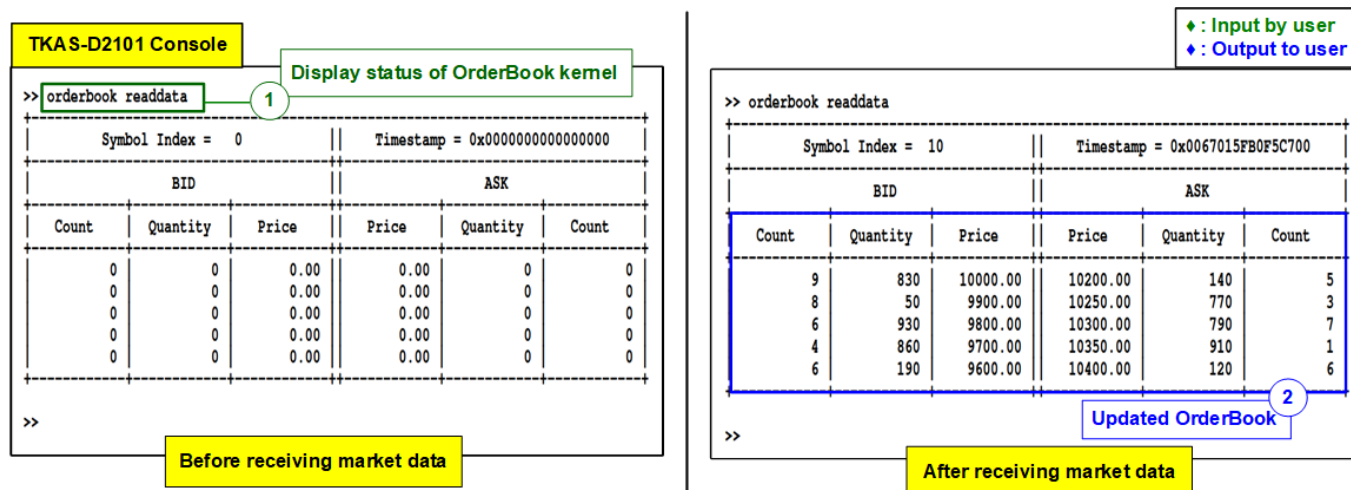 TKAS-D2101 Console
Display status of OrderBook kernel
>> orderbook readdata
1
Symbol Index = 0 || Timestamp = 0x0000000000000000
BID || ASK
Count | Quantity | Price || Price | Quantity | Count
0 | 0 | 0.00 || 0.00 | 0 | 0
0 | 0 | 0.00 || 0.00 | 0 | 0
0 | 0 | 0.00 || 0.00 | 0 | 0
0 | 0 | 0.00 || 0.00 | 0 | 0
0 | 0 | 0.00 || 0.00 | 0 | 0
>>
Before receiving market data
♦ : Input by user
♦ : Output to user
>> orderbook readdata
Symbol Index = 10 || Timestamp = 0x0067015FB0F5C700
BID || ASK
Count | Quantity | Price || Price | Quantity | Count
9 | 830 | 10000.00 || 10200.00 | 140 | 5
8 | 50 | 9900.00 || 10250.00 | 770 | 3
6 | 930 | 9800.00 || 10300.00 | 790 | 7
4 | 860 | 9700.00 || 10350.00 | 910 | 1
6 | 190 | 9600.00 || 10400.00 | 120 | 6
2
Updated OrderBook
>>
After receiving market data